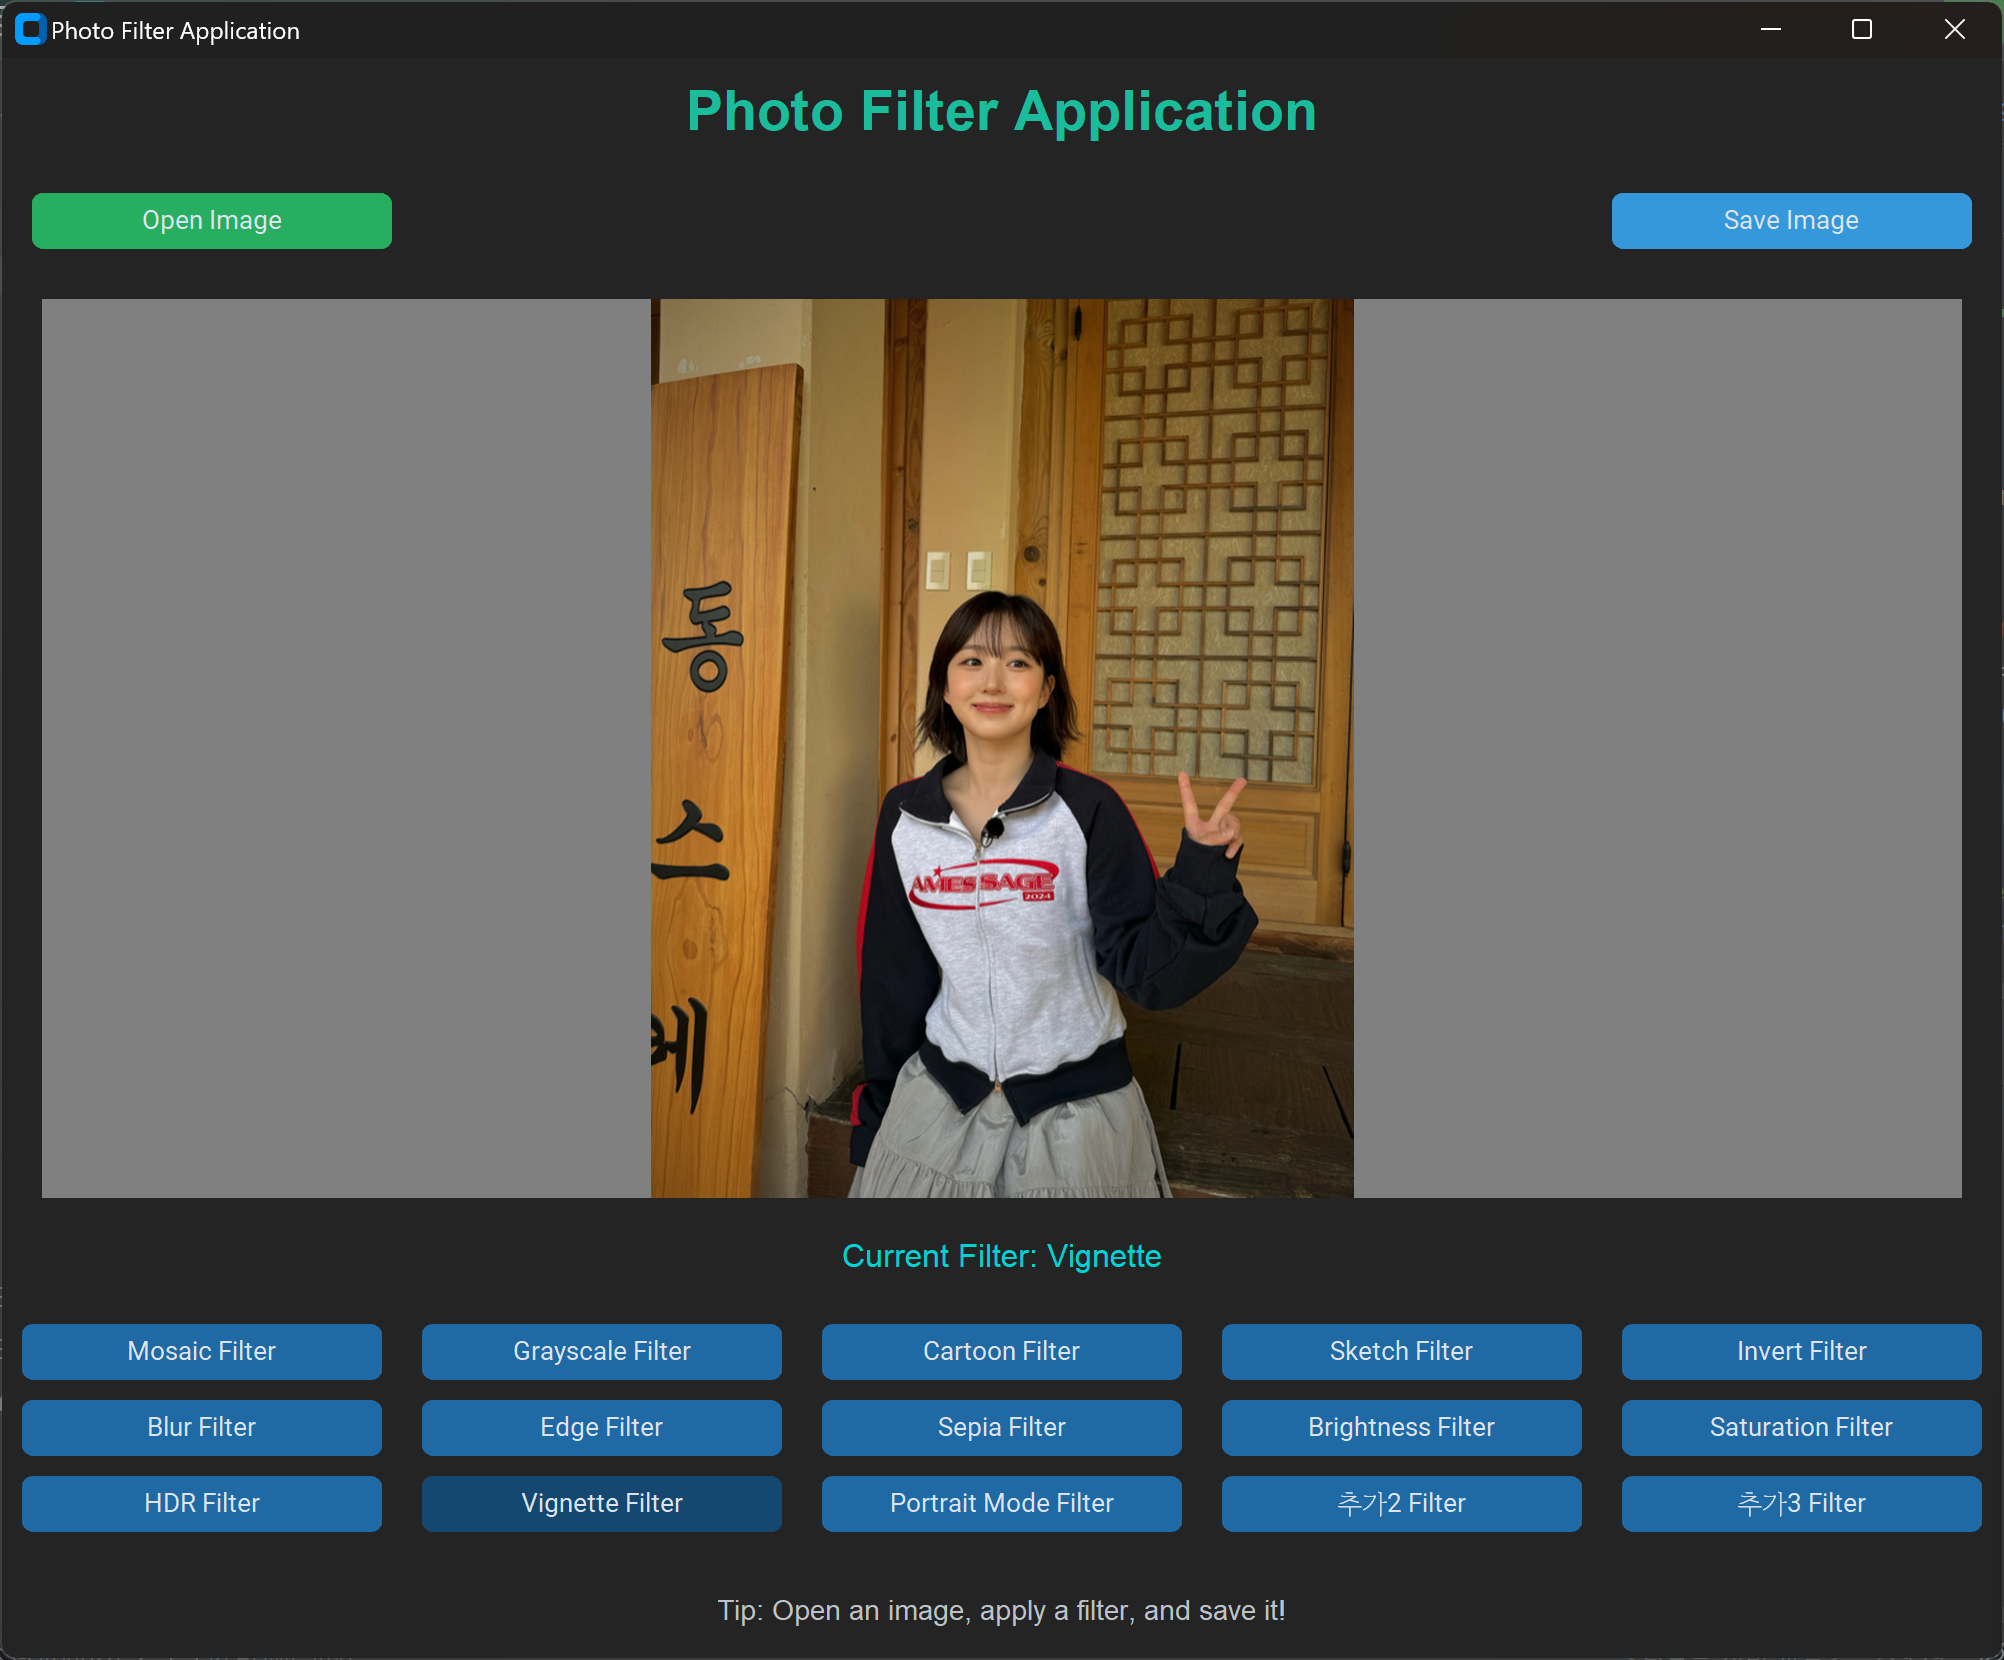 Photo Filter Application
Photo Filter Application
Open Image
Save Image
동
스
예
AMESSAGE
2024
Current Filter: Vignette
Mosaic Filter
Grayscale Filter
Cartoon Filter
Sketch Filter
Invert Filter
Blur Filter
Edge Filter
Sepia Filter
Brightness Filter
Saturation Filter
HDR Filter
Vignette Filter
Portrait Mode Filter
추가2 Filter
추가3 Filter
Tip: Open an image, apply a filter, and save it!